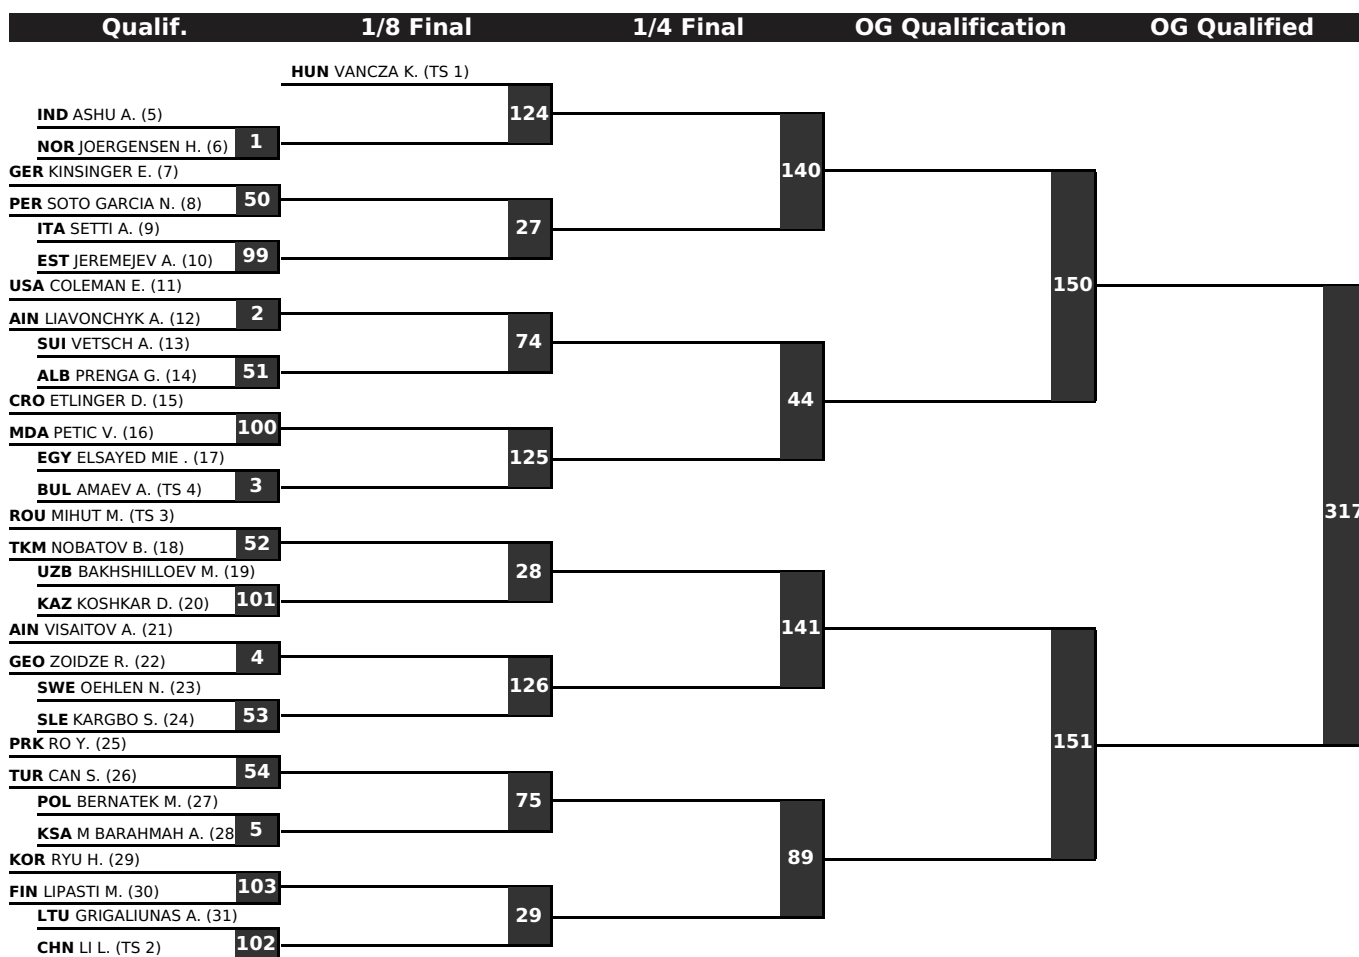 Qualif. 1/8 Final 1/4 Final OG Qualification OG Qualified
HUN VANCZA K. (TS 1)
IND ASHU A. (5)
124
NOR JOERGENSEN H. (6) 1
GER KINSINGER E. (7)
140
PER SOTO GARCIA N. (8) 50
ITA SETTI A. (9)
27
EST JEREMEJEV A. (10) 99
USA COLEMAN E. (11)
150
AIN LIAVONCHYK A. (12) 2
SUI VETSCH A. (13)
74
ALB PRENGA G. (14) 51
CRO ETLINGER D. (15)
44
MDA PETIC V. (16) 100
EGY ELSAYED MIE . (17)
125
BUL AMAEV A. (TS 4) 3
ROU MIHUT M. (TS 3)
317
TKM NOBATOV B. (18) 52
UZB BAKHSHILLOEV M. (19)
28
KAZ KOSHKAR D. (20) 101
AIN VISAITOV A. (21)
141
GEO ZOIDZE R. (22) 4
SWE OEHLEN N. (23)
126
SLE KARGBO S. (24) 53
PRK RO Y. (25)
151
TUR CAN S. (26) 54
POL BERNATEK M. (27)
75
KSA M BARAHMAH A. (28 5
KOR RYU H. (29)
89
FIN LIPASTI M. (30) 103
LTU GRIGALIUNAS A. (31)
29
CHN LI L. (TS 2) 102